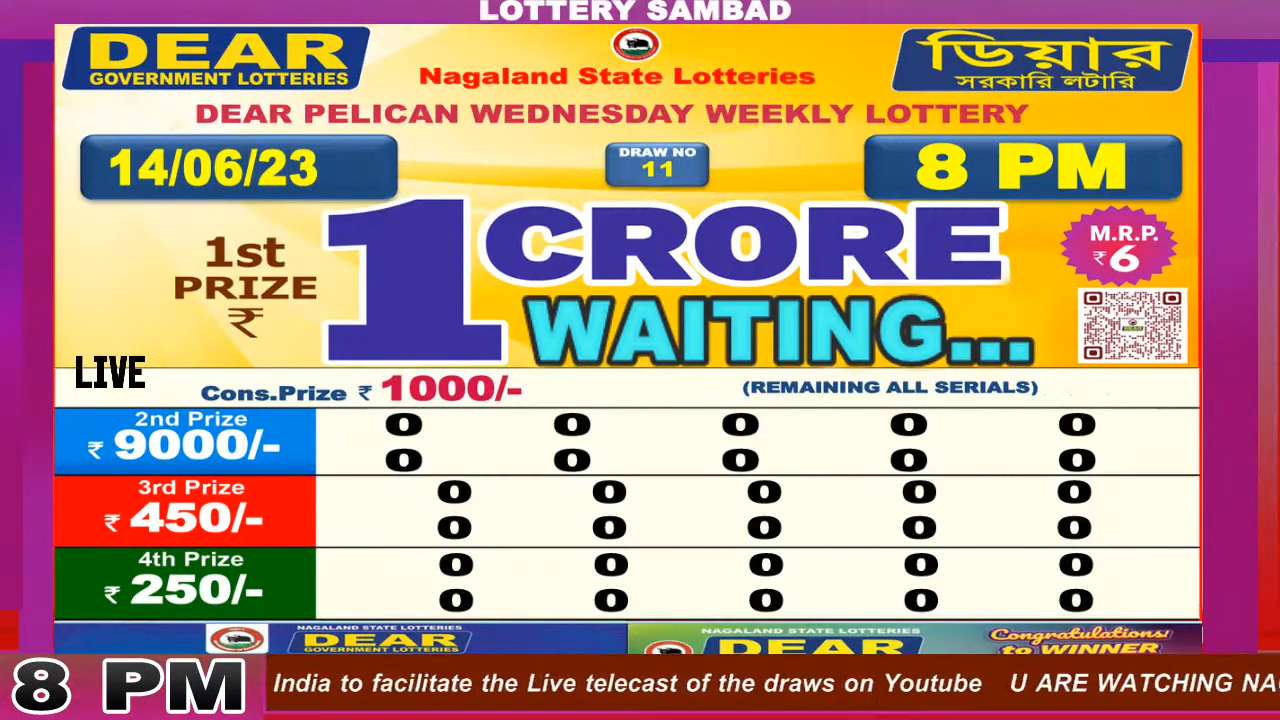 LOTTERY SAMBAD
DEAR
GOVERNMENT LOTTERIES
Nagaland State Lotteries
ডিয়ার
সরকারি লটারি
DEAR PELICAN WEDNESDAY WEEKLY LOTTERY
14/06/23
DRAW NO
11
8 PM
1st
PRIZE
₹
1 CRORE
WAITING...
M.R.P.
₹ 6
LIVE
Cons.Prize ₹ 1000/- (REMAINING ALL SERIALS)
2nd Prize
₹ 9000/-
0 0 0 0 0
0 0 0 0 0
3rd Prize
₹ 450/-
0 0 0 0 0
0 0 0 0 0
4th Prize
₹ 250/-
0 0 0 0 0
0 0 0 0 0
NAGALAND STATE LOTTERIES
DEAR
GOVERNMENT LOTTERIES
NAGALAND STATE LOTTERIES
DEAR
Congratulations!
to WINNER
8 PM
India to facilitate the Live telecast of the draws on Youtube U ARE WATCHING NA